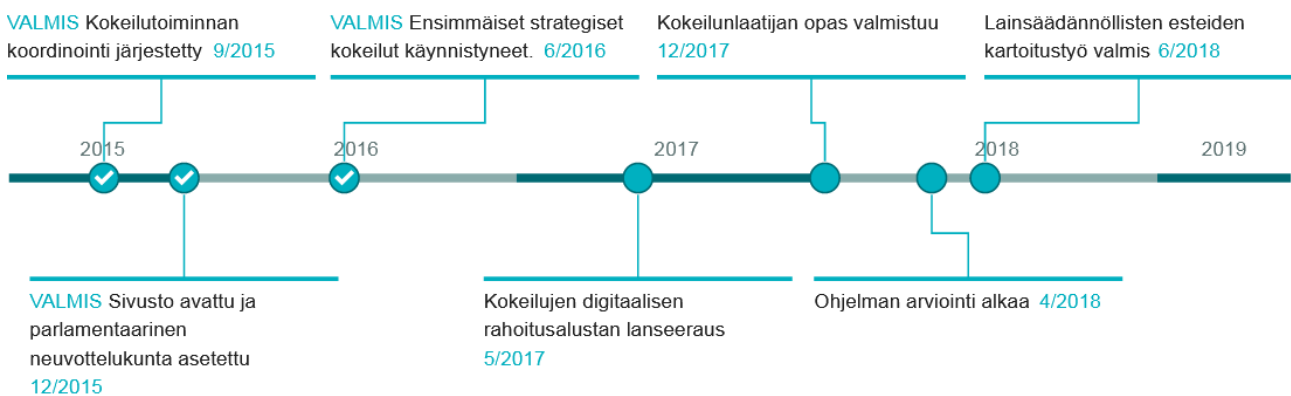 VALMIS Kokeilutoiminnan
koordinointi järjestetty 9/2015
VALMIS Ensimmäiset strategiset
kokeilut käynnistyneet. 6/2016
Kokeilunlaatijan opas valmistuu
12/2017
Lainsäädännöllisten esteiden
kartoitustyö valmis 6/2018
2015
2016
2017
2018
2019
VALMIS Sivusto avattu ja
parlamentaarinen
neuvottelukunta asetettu
12/2015
Kokeilujen digitaalisen
rahoitusalustan lanseeraus
5/2017
Ohjelman arviointi alkaa 4/2018